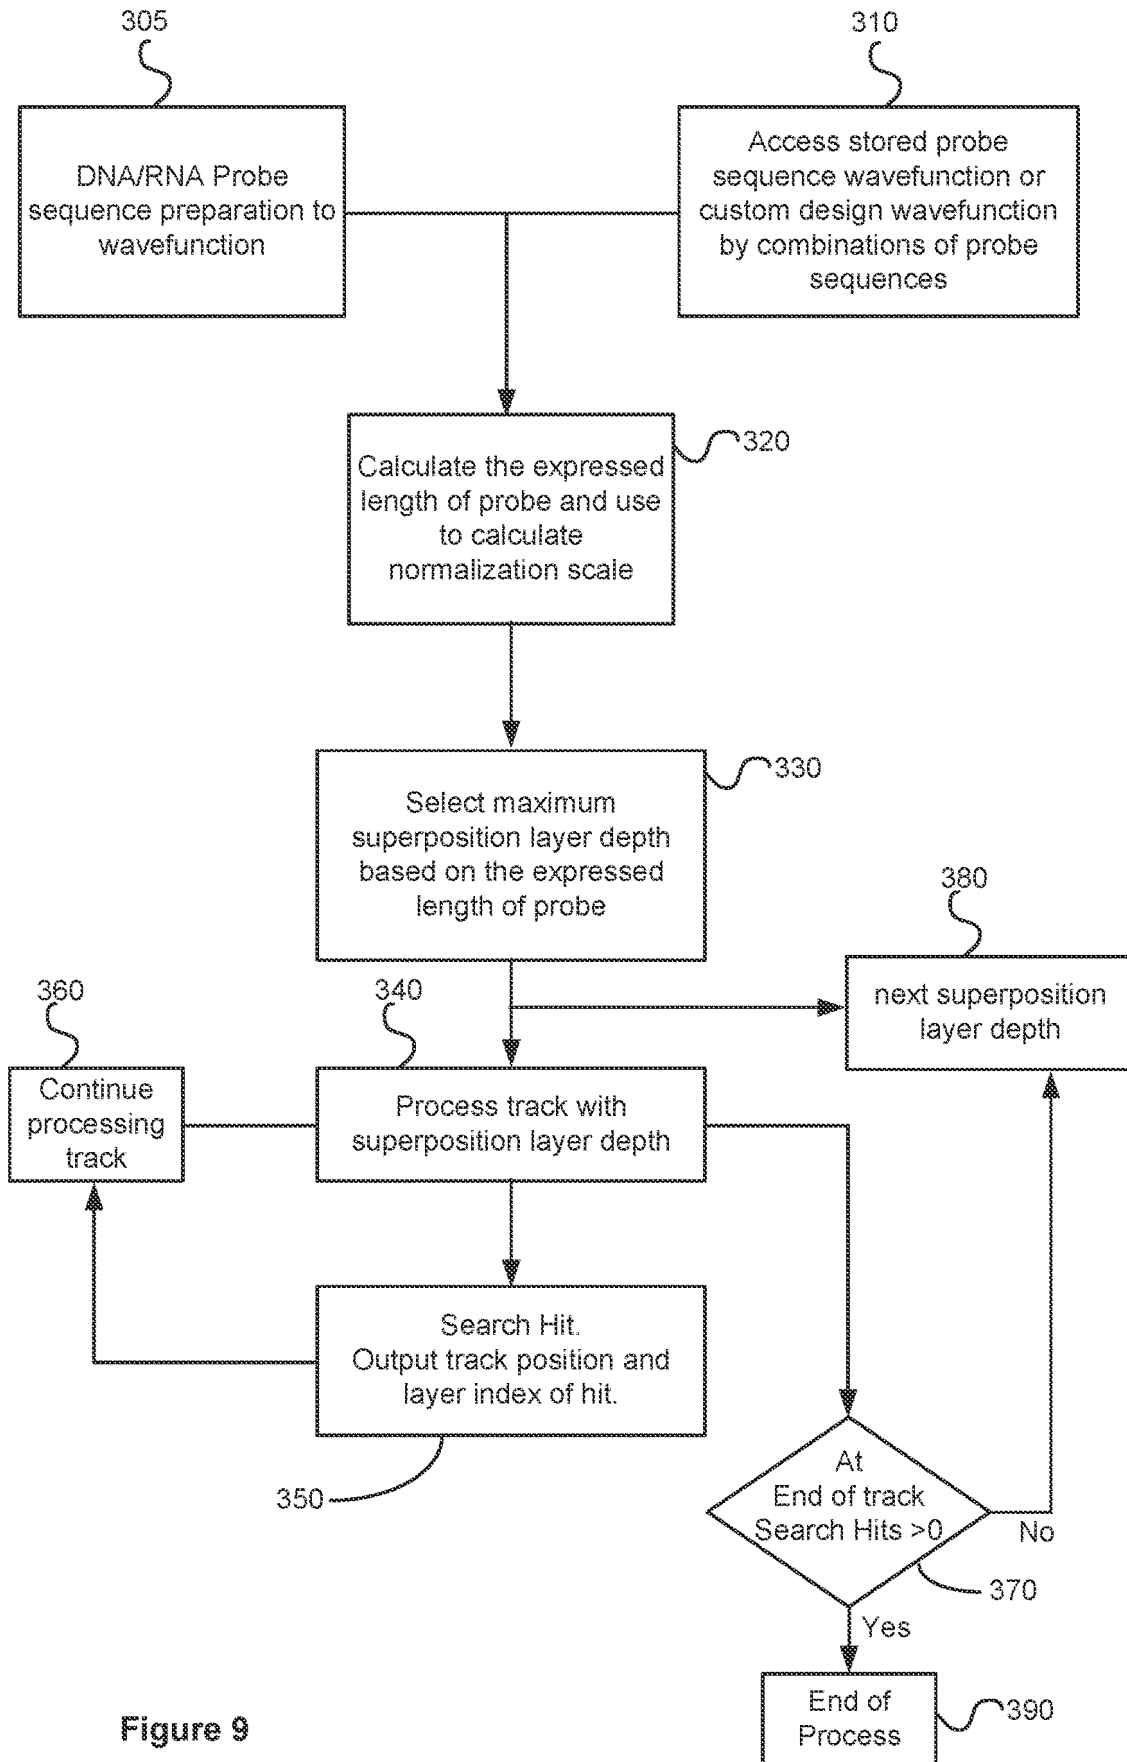 305
310
DNA/RNA Probe
sequence preparation to
wavefunction
Access stored probe
sequence wavefunction or
custom design wavefunction
by combinations of probe
sequences
320
Calculate the expressed
length of probe and use
to calculate
normalization scale
330
Select maximum
superposition layer depth
based on the expressed
length of probe
380
next superposition
layer depth
360
340
Continue
processing
track
Process track with
superposition layer depth
Search Hit.
Output track position and
layer index of hit.
350
At
End of track
Search Hits >0
No
370
Yes
End of
Process
390
Figure 9